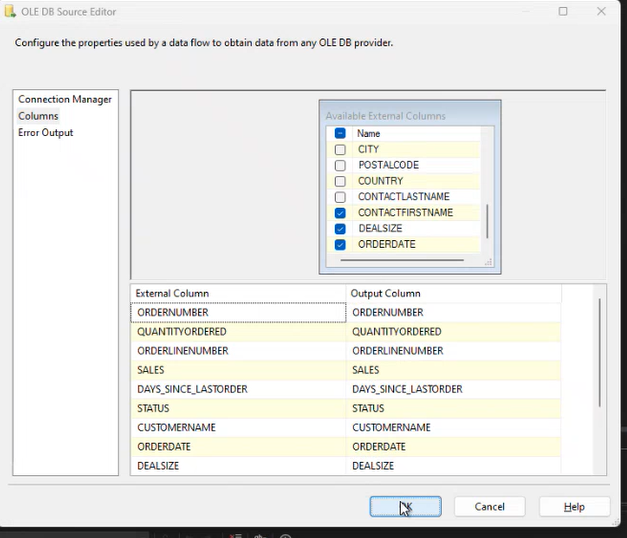 OLE DB Source Editor
Configure the properties used by a data flow to obtain data from any OLE DB provider.
Connection Manager
Columns
Error Output
Available External Columns
Name
CITY
POSTALCODE
COUNTRY
CONTACTLASTNAME
CONTACTFIRSTNAME
DEALSIZE
ORDERDATE
External Column Output Column
ORDERNUMBER ORDERNUMBER
QUANTITYORDERED QUANTITYORDERED
ORDERLINENUMBER ORDERLINENUMBER
SALES SALES
DAYS_SINCE_LASTORDER DAYS_SINCE_LASTORDER
STATUS STATUS
CUSTOMERNAME CUSTOMERNAME
ORDERDATE ORDERDATE
DEALSIZE DEALSIZE
Cancel Help